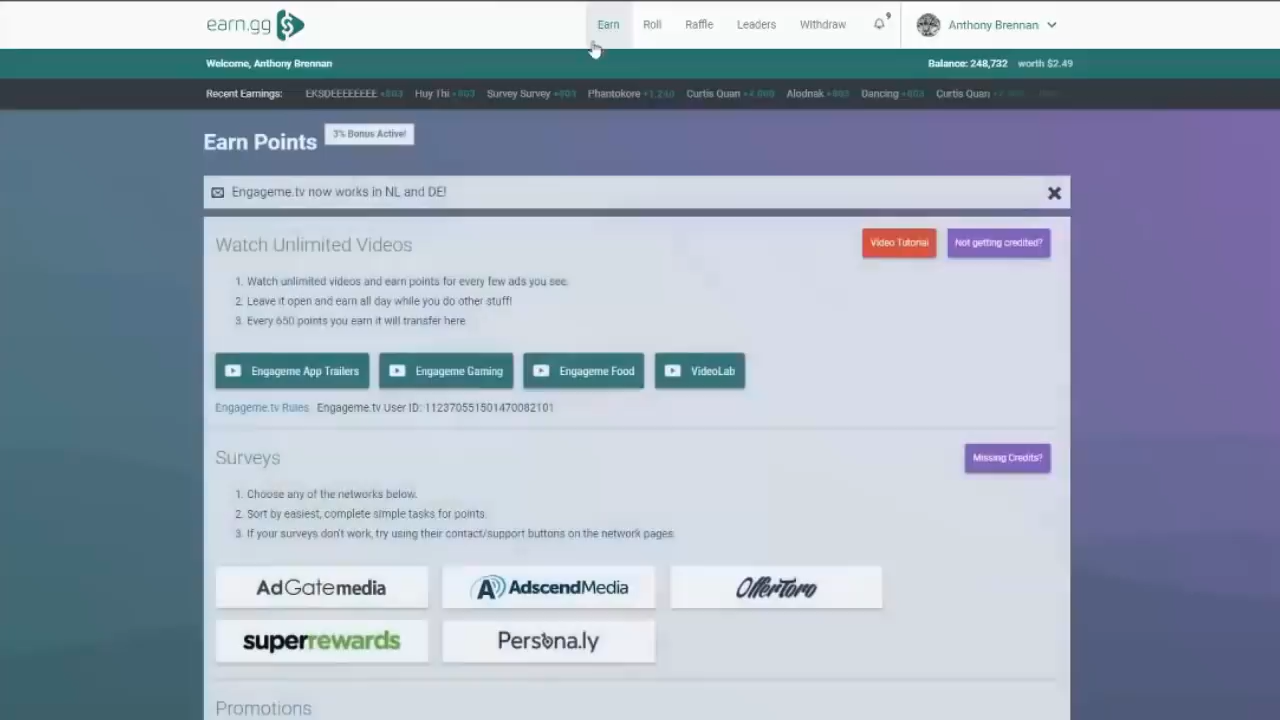 earn.gg
Earn
Roll
Raffle
Leaders
Withdraw
9
Anthony Brennan
Welcome, Anthony Brennan
Balance: 248,732 worth $2.49
Recent Earnings: EKSDEEEEEEEE +803 Huy Thi +803 Survey Survey +803 Phantokore Curtis Quan Alodnak +803 Dancing +803 Curtis Quan
Earn Points
3% Bonus Active!
Engageme.tv now works in NL and DE!
Watch Unlimited Videos
Video Tutorial
Not getting credited?
1. Watch unlimited videos and earn points for every few ads you see.
2. Leave it open and earn all day while you do other stuff!
3. Every 650 points you earn it will transfer here
Engageme App Trailers
Engageme Gaming
Engageme Food
VideoLab
Engageme.tv Rules Engageme.tv User ID: 112370551501470082101
Surveys
Missing Credits?
1. Choose any of the networks below.
2. Sort by easiest, complete simple tasks for points.
3. If your surveys don't work, try using their contact/support buttons on the network pages.
AdGatemedia
AdscendMedia
OfferToro
superrewards
Persona.ly
Promotions